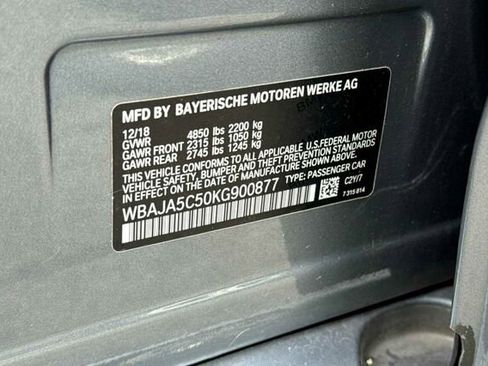 MFD BY BAYERISCHE MOTOREN WERKE AG
12/18 4850 lbs 2200 kg
GVWR
GAWR FRONT 2315 lbs 1050 kg
GAWR REAR 2745 lbs 1245 kg
THIS VEHICLE CONFORMS TO ALL APPLICABLE U.S.FEDERAL MOTOR
VEHICLE SAFETY, BUMPER, AND THEFT PREVENTION STANDARDS IN
EFFECT ON THE DATE OF MANUFACTURE SHOWN ABOVE.
WBAJA5C50KG900877 TYPE: PASSENGER CAR C2Y/7
7 315 814